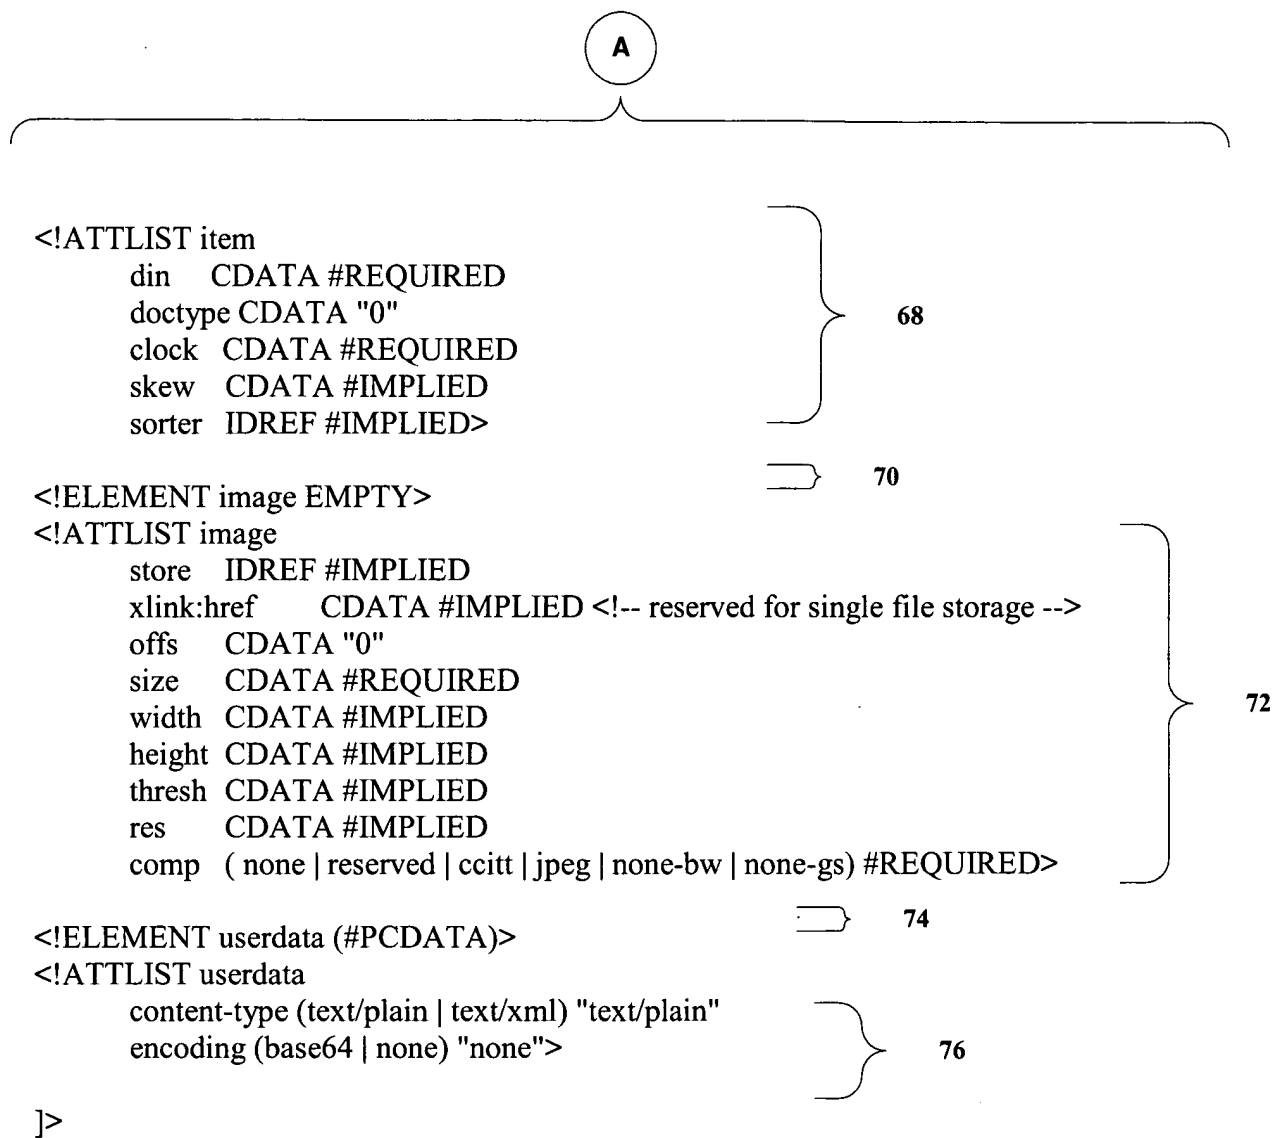 A
<!ATTLIST item
din CDATA #REQUIRED
doctype CDATA "0"
clock CDATA #REQUIRED
skew CDATA #IMPLIED
sorter IDREF #IMPLIED>
68
<!ELEMENT image EMPTY>
70
<!ATTLIST image
store IDREF #IMPLIED
xlink:href CDATA #IMPLIED <!-- reserved for single file storage -->
offs CDATA "0"
size CDATA #REQUIRED
width CDATA #IMPLIED
height CDATA #IMPLIED
thresh CDATA #IMPLIED
res CDATA #IMPLIED
comp ( none | reserved | ccitt | jpeg | none-bw | none-gs) #REQUIRED>
72
<!ELEMENT userdata (#PCDATA)>
74
<!ATTLIST userdata
content-type (text/plain | text/xml) "text/plain"
encoding (base64 | none) "none">
76
]>